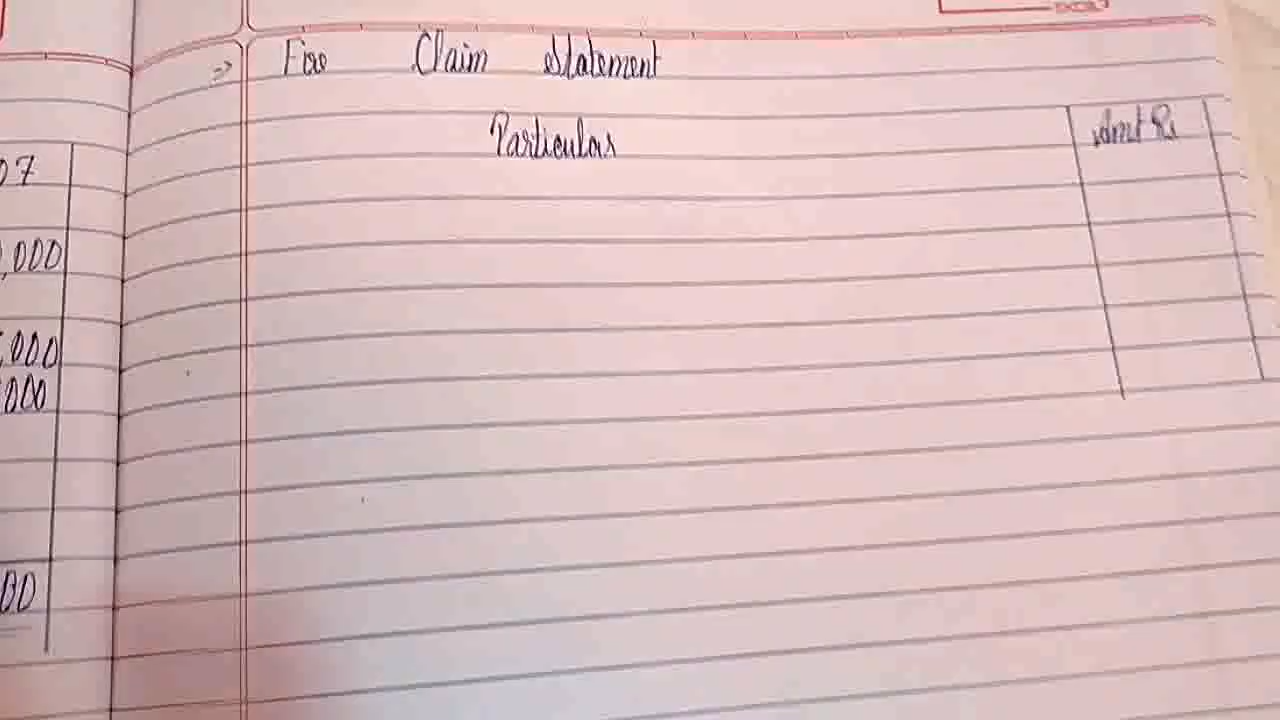 ⇒ Fire Claim Statement
Particulars Amt Rs
07
,000
,000
000
00